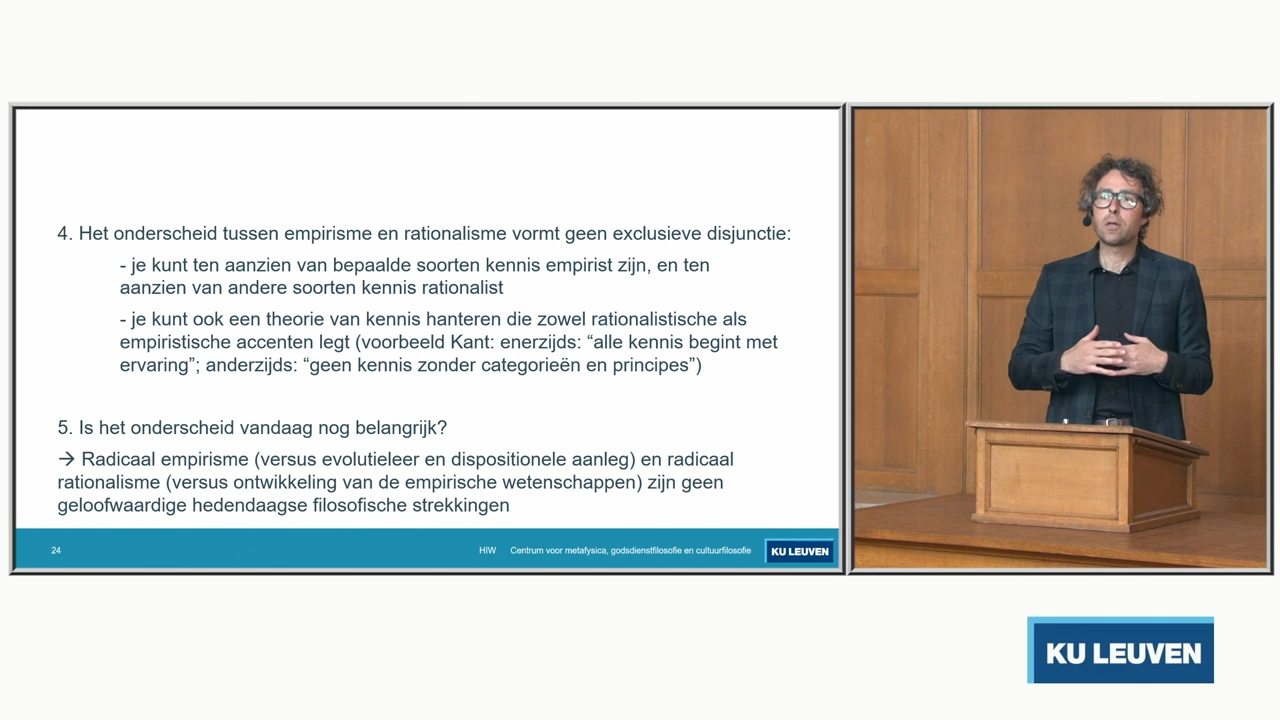 4. Het onderscheid tussen empirisme en rationalisme vormt geen exclusieve disjunctie:
- je kunt ten aanzien van bepaalde soorten kennis empirist zijn, en ten
aanzien van andere soorten kennis rationalist
- je kunt ook een theorie van kennis hanteren die zowel rationalistische als
empiristische accenten legt (voorbeeld Kant: enerzijds: “alle kennis begint met
ervaring”; anderzijds: “geen kennis zonder categorieën en principes”)
5. Is het onderscheid vandaag nog belangrijk?
→ Radicaal empirisme (versus evolutieleer en dispositionele aanleg) en radicaal
rationalisme (versus ontwikkeling van de empirische wetenschappen) zijn geen
geloofwaardige hedendaagse filosofische strekkingen
24 HIW Centrum voor metafysica, godsdienstfilosofie en cultuurfilosofie KU LEUVEN
KU LEUVEN